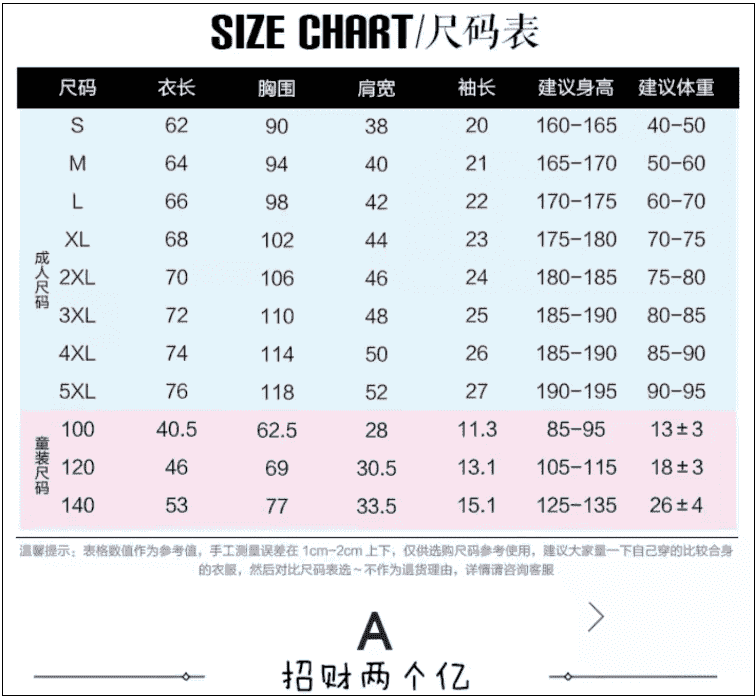 SIZE CHART/尺码表
尺码 衣长 胸围 肩宽 袖长 建议身高 建议体重
成人尺码
S 62 90 38 20 160-165 40-50
M 64 94 40 21 165-170 50-60
L 66 98 42 22 170-175 60-70
XL 68 102 44 23 175-180 70-75
2XL 70 106 46 24 180-185 75-80
3XL 72 110 48 25 185-190 80-85
4XL 74 114 50 26 185-190 85-90
5XL 76 118 52 27 190-195 90-95
童装尺码
100 40.5 62.5 28 11.3 85-95 13±3
120 46 69 30.5 13.1 105-115 18±3
140 53 77 33.5 15.1 125-135 26±4
温馨提示：表格数值作为参考值，手工测量误差在1cm-2cm上下，仅供选购尺码参考使用，建议大家量一下自己穿的比较合身
的衣服，然后对比尺码表选~不作为退货理由，详情请咨询客服
A
招财两个亿